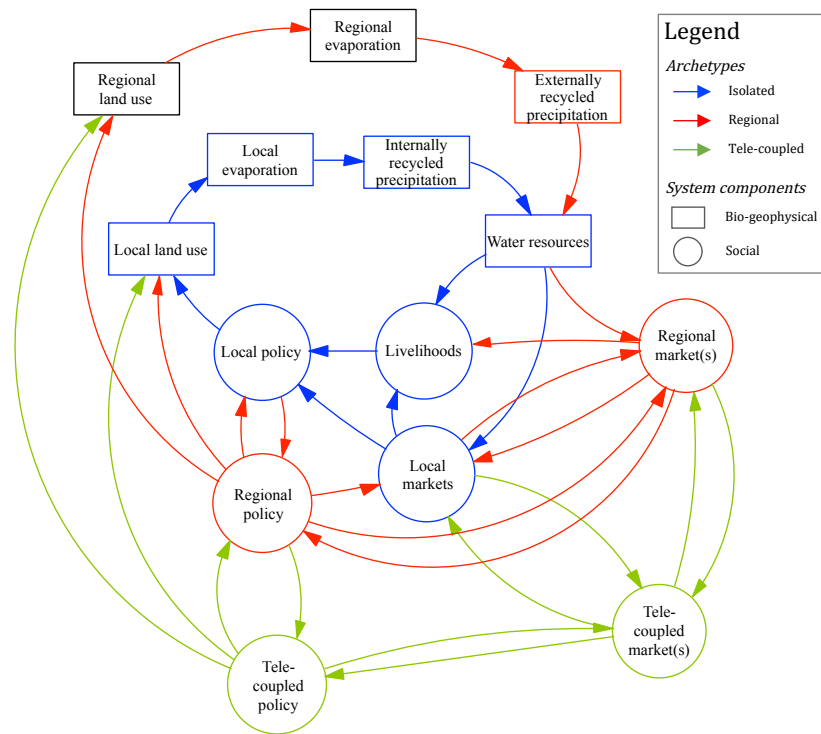 Regional
evaporation
Regional
land use
Externally
recycled
precipitation
Local
evaporation
Internally
recycled
precipitation
Local land use
Water resources
Local policy
Livelihoods
Regional
market(s)
Local
markets
Regional
policy
Tele-
coupled
market(s)
Tele-
coupled
policy
Legend
Archetypes
Isolated
Regional
Tele-coupled
System components
Bio-geophysical
Social